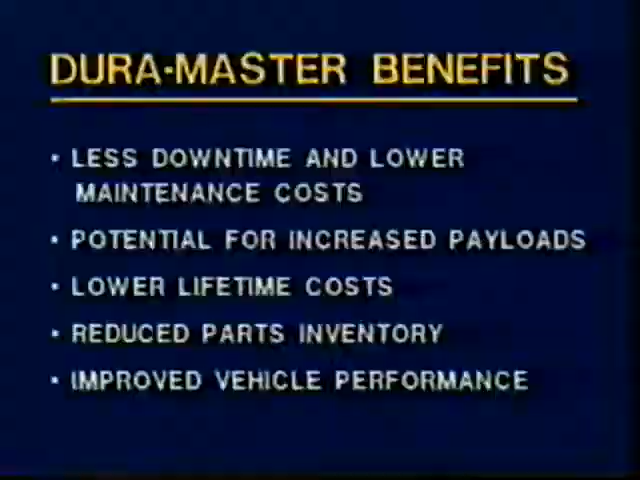 DURA-MASTER BENEFITS
• LESS DOWNTIME AND LOWER
MAINTENANCE COSTS
• POTENTIAL FOR INCREASED PAYLOADS
• LOWER LIFETIME COSTS
• REDUCED PARTS INVENTORY
• IMPROVED VEHICLE PERFORMANCE